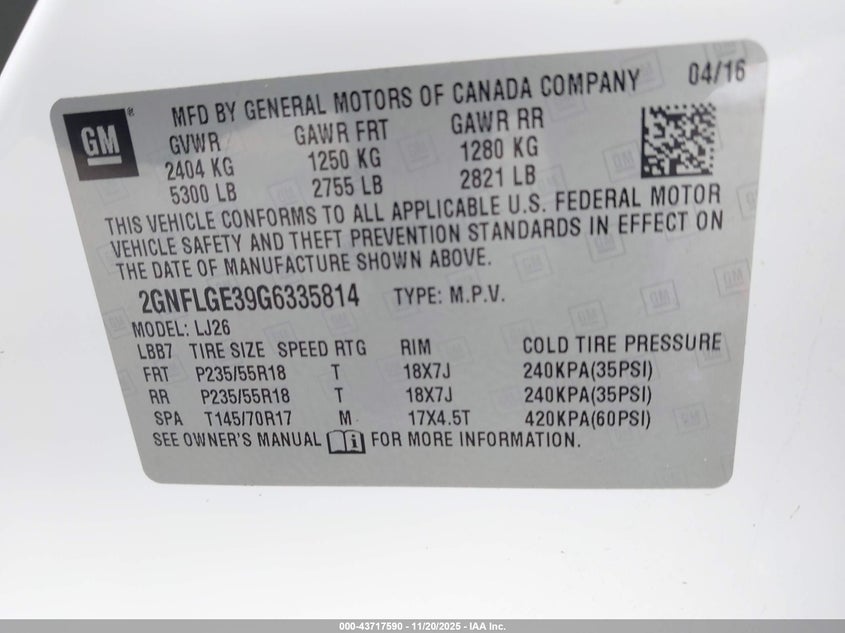 GM
®
MFD BY GENERAL MOTORS OF CANADA COMPANY 04/16
GVWR GAWR FRT GAWR RR
2404 KG 1250 KG 1280 KG
5300 LB 2755 LB 2821 LB
THIS VEHICLE CONFORMS TO ALL APPLICABLE U.S. FEDERAL MOTOR
VEHICLE SAFETY AND THEFT PREVENTION STANDARDS IN EFFECT ON
THE DATE OF MANUFACTURE SHOWN ABOVE.
2GNFLGE39G6335814 TYPE: M.P.V.
MODEL: LJ26
LBB7 TIRE SIZE SPEED RTG RIM COLD TIRE PRESSURE
FRT P235/55R18 T 18X7J 240KPA(35PSI)
RR P235/55R18 T 18X7J 240KPA(35PSI)
SPA T145/70R17 M 17X4.5T 420KPA(60PSI)
SEE OWNER'S MANUAL i FOR MORE INFORMATION.
000-43717590 - 11/20/2025 - IAA Inc.